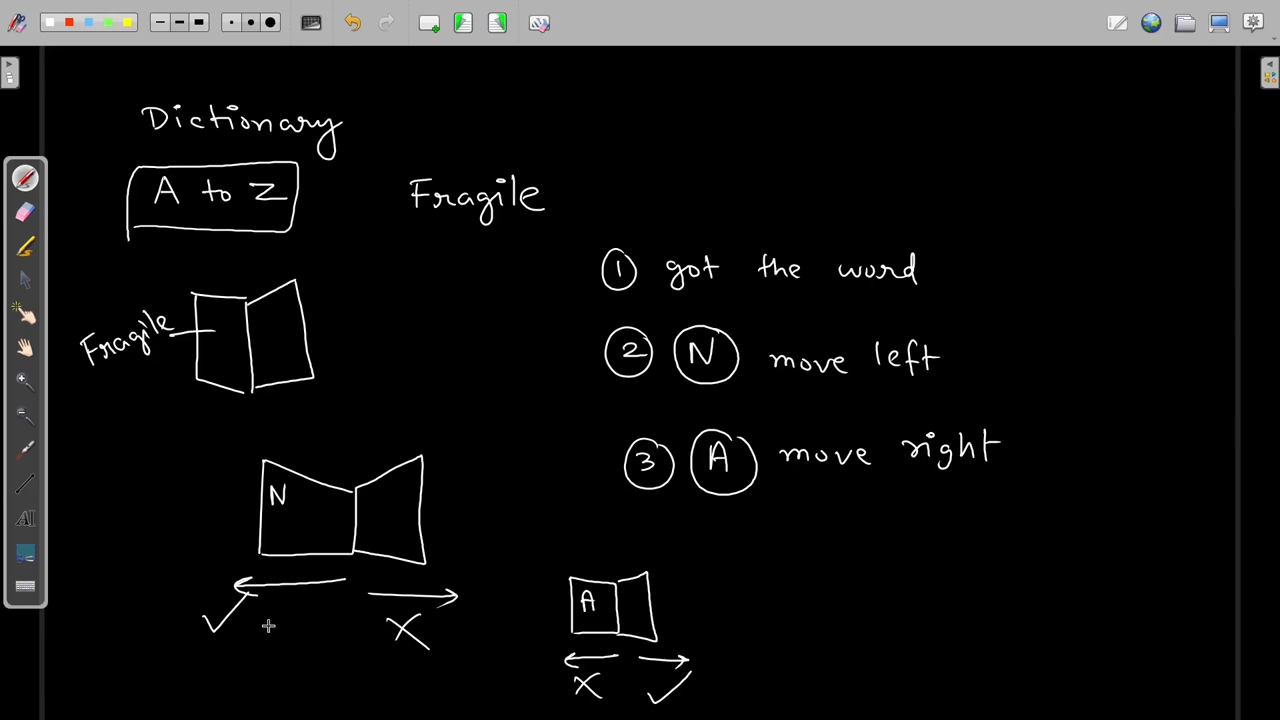 Dictionary
A to Z
Fragile
① got the word
Fragile
② N move left
③ A move right
N
A